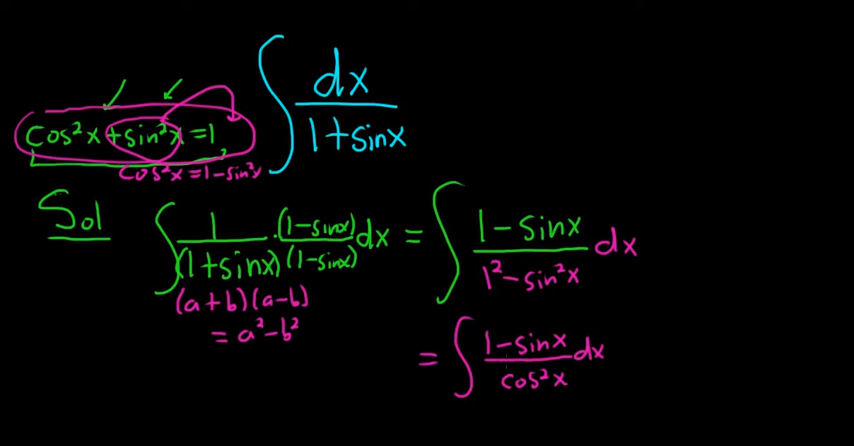 ∫ dx / (1 + sinx)
cos²x + sin²x = 1
cos²x = 1 - sin²x
Sol ∫ 1 / (1 + sinx) · (1 - sinx) / (1 - sinx) dx = ∫ (1 - sinx) / (1² - sin²x) dx
(a + b)(a - b)
= a² - b²
= ∫ (1 - sinx) / cos²x dx